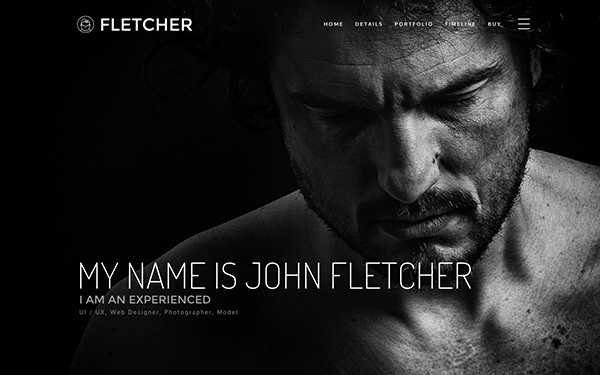 FLETCHER
HOME DETAILS PORTFOLIO TIMELINE BUY
MY NAME IS JOHN FLETCHER
I AM AN EXPERIENCED
UI / UX, Web Designer, Photographer, Model